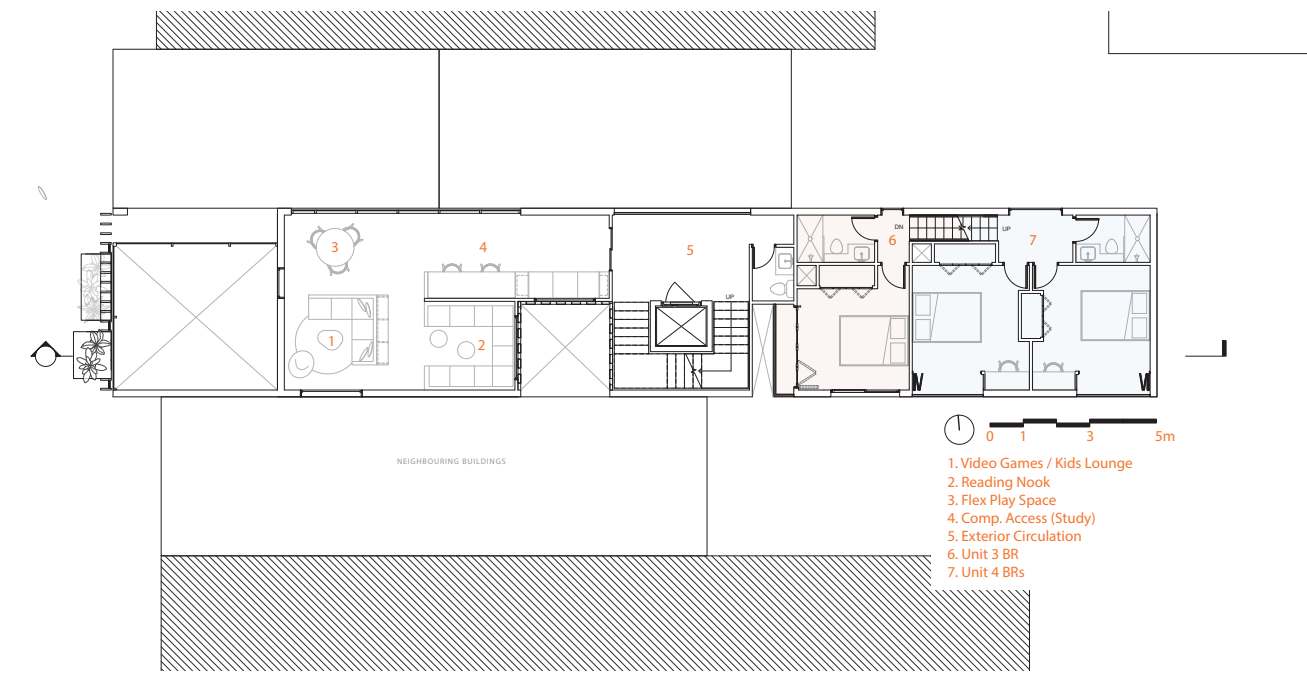 3
4
5
6
7
DN
UP
UP
1
2
NEIGHBOURING BUILDINGS
0 1 3 5m
1. Video Games / Kids Lounge
2. Reading Nook
3. Flex Play Space
4. Comp. Access (Study)
5. Exterior Circulation
6. Unit 3 BR
7. Unit 4 BRs